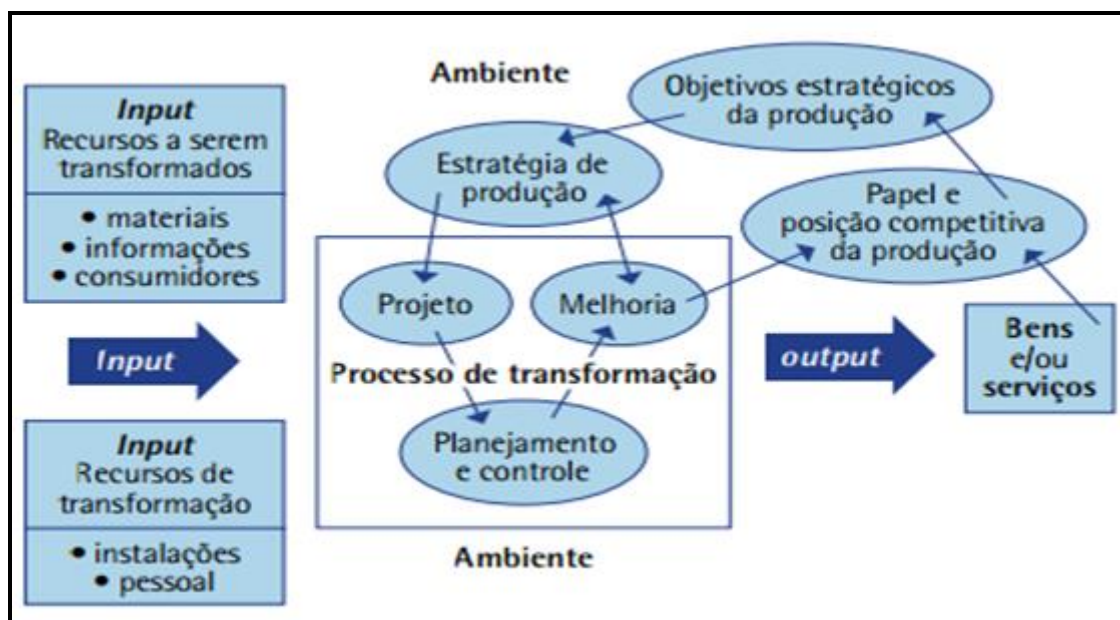 Input
Recursos a serem
transformados
• materiais
• informações
• consumidores
Input
Input
Recursos de
transformação
• instalações
• pessoal
Ambiente
Objetivos estratégicos
da produção
Estratégia de
produção
Papel e
posição competitiva
da produção
Projeto
Melhoria
Processo de transformação
Planejamento
e controle
Ambiente
output
Bens
e/ou
serviços